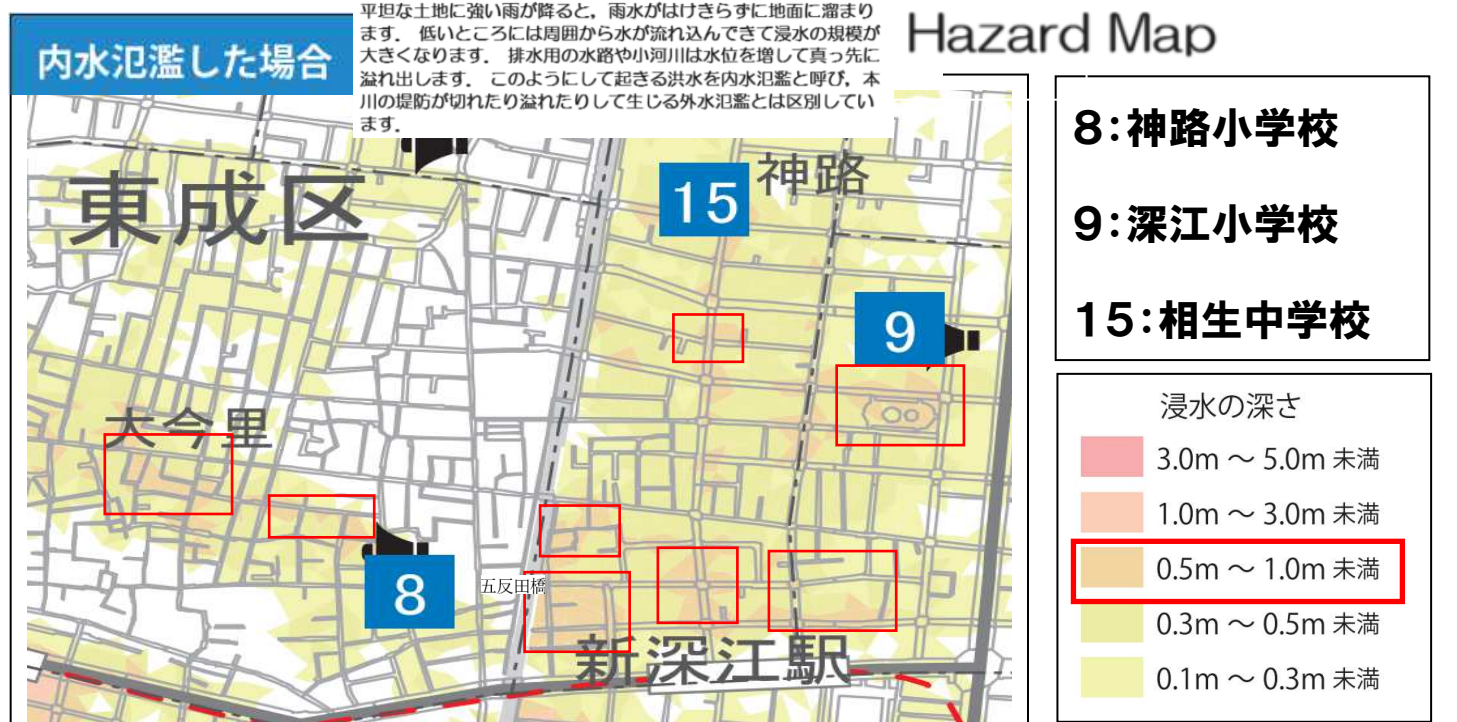 内水氾濫した場合
平坦な土地に強い雨が降ると，雨水がはけきらずに地面に溜まり
ます． 低いところには周囲から水が流れ込んできて浸水の規模が
大きくなります． 排水用の水路や小河川は水位を増して真っ先に
溢れ出します． このようにして起きる洪水を内水氾濫と呼び，本
川の堤防が切れたり溢れたりして生じる外水氾濫とは区別してい
ます．
Hazard Map
東成区
15
神路
9
大今里
8
五反田橋
新深江駅
8：神路小学校
9：深江小学校
15：相生中学校
浸水の深さ
3.0m ～ 5.0m 未満
1.0m ～ 3.0m 未満
0.5m ～ 1.0m 未満
0.3m ～ 0.5m 未満
0.1m ～ 0.3m 未満